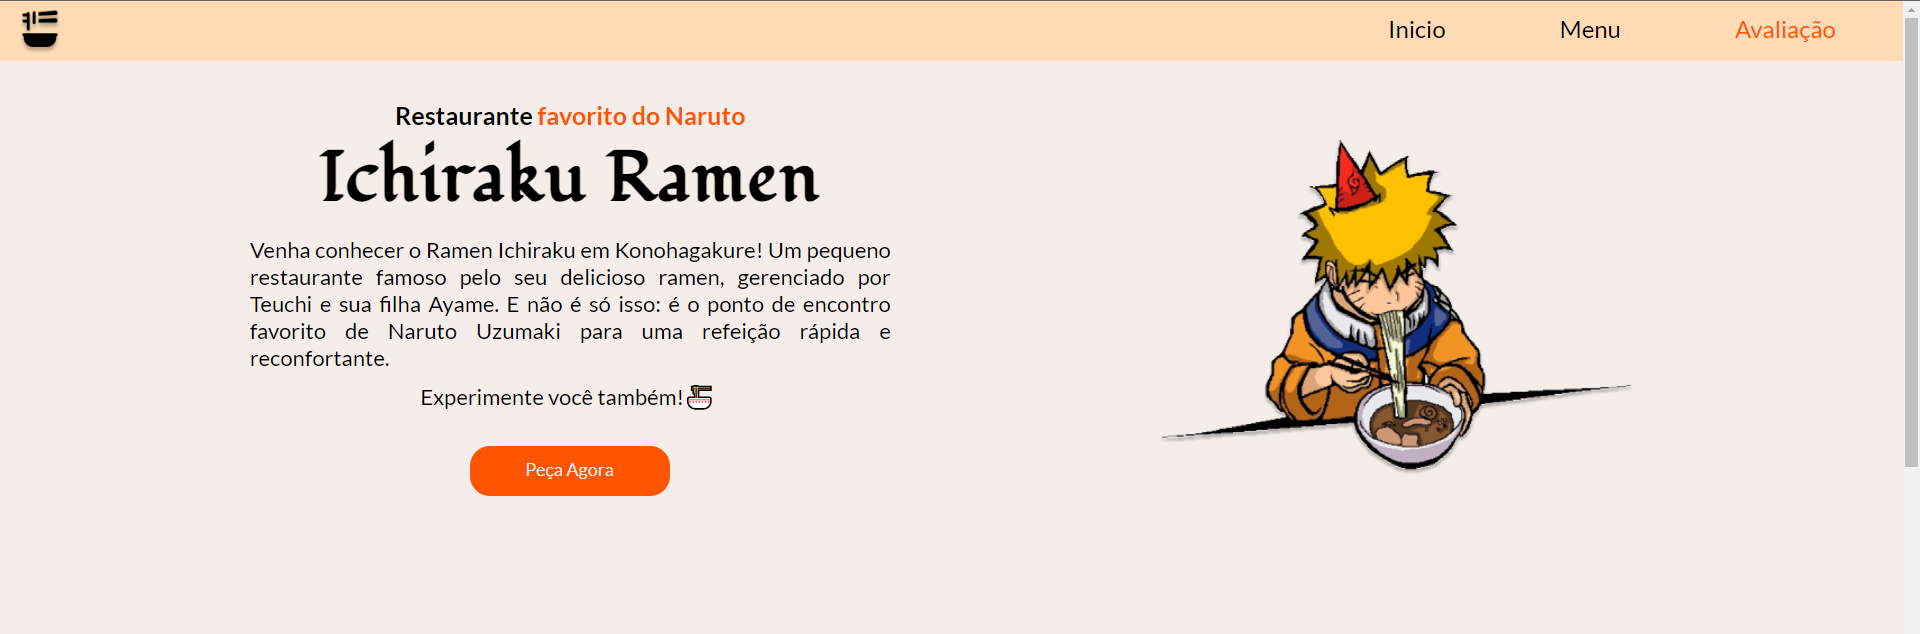 Inicio Menu Avaliação
Restaurante favorito do Naruto
Ichiraku Ramen
Venha conhecer o Ramen Ichiraku em Konohagakure! Um pequeno
restaurante famoso pelo seu delicioso ramen, gerenciado por
Teuchi e sua filha Ayame. E não é só isso: é o ponto de encontro
favorito de Naruto Uzumaki para uma refeição rápida e
reconfortante.
Experimente você também!
Peça Agora